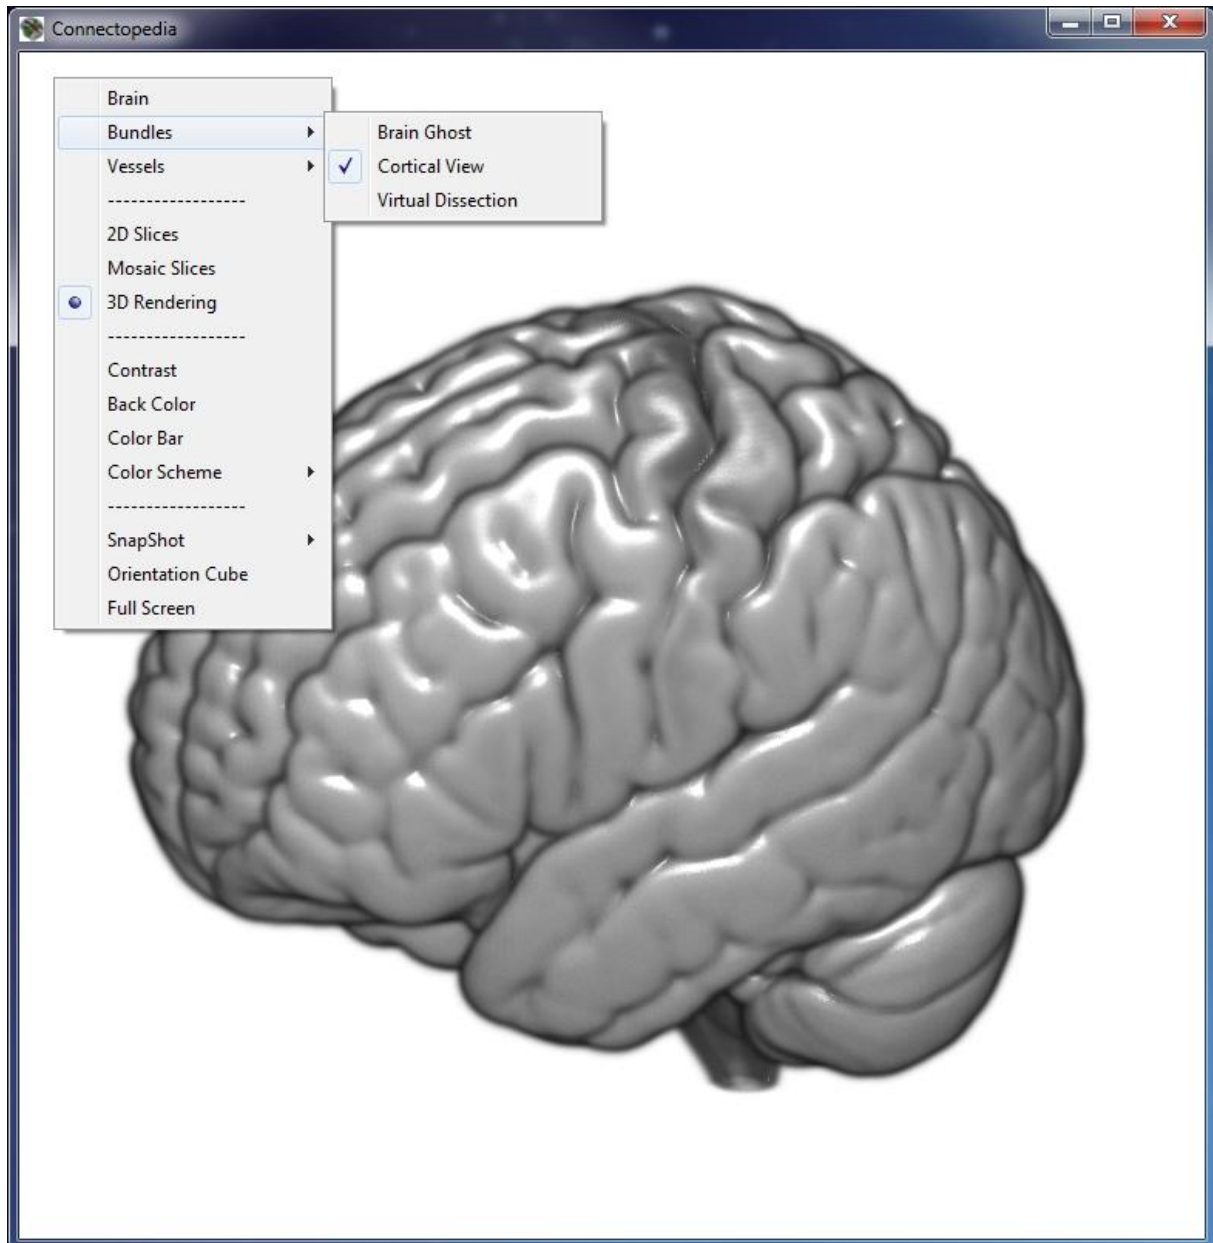 Connectopedia
Brain
Bundles
Vessels
------------------
2D Slices
Mosaic Slices
3D Rendering
------------------
Contrast
Back Color
Color Bar
Color Scheme
------------------
SnapShot
Orientation Cube
Full Screen
Brain Ghost
Cortical View
Virtual Dissection